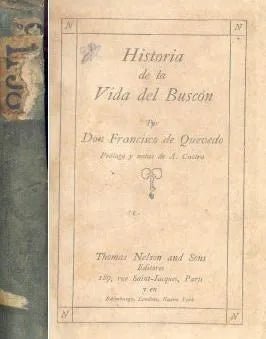 N N
Historia
de la
Vida del Buscón
Por
Don Francisco de Quevedo
Prólogo y notas de A. Castro
Thomas Nelson and Sons
Editores
189, rue Saint-Jacques, Paris
Y en
Edimburgo, Londres, Nueva York
N N